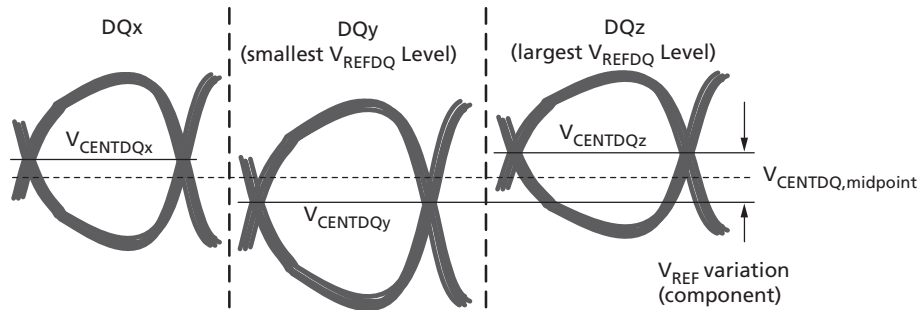 DQx
DQy
(smallest VREFDQ Level)
DQz
(largest VREFDQ Level)
VCENTDQx
VCENTDQy
VCENTDQz
VCENTDQ,midpoint
VREF variation
(component)